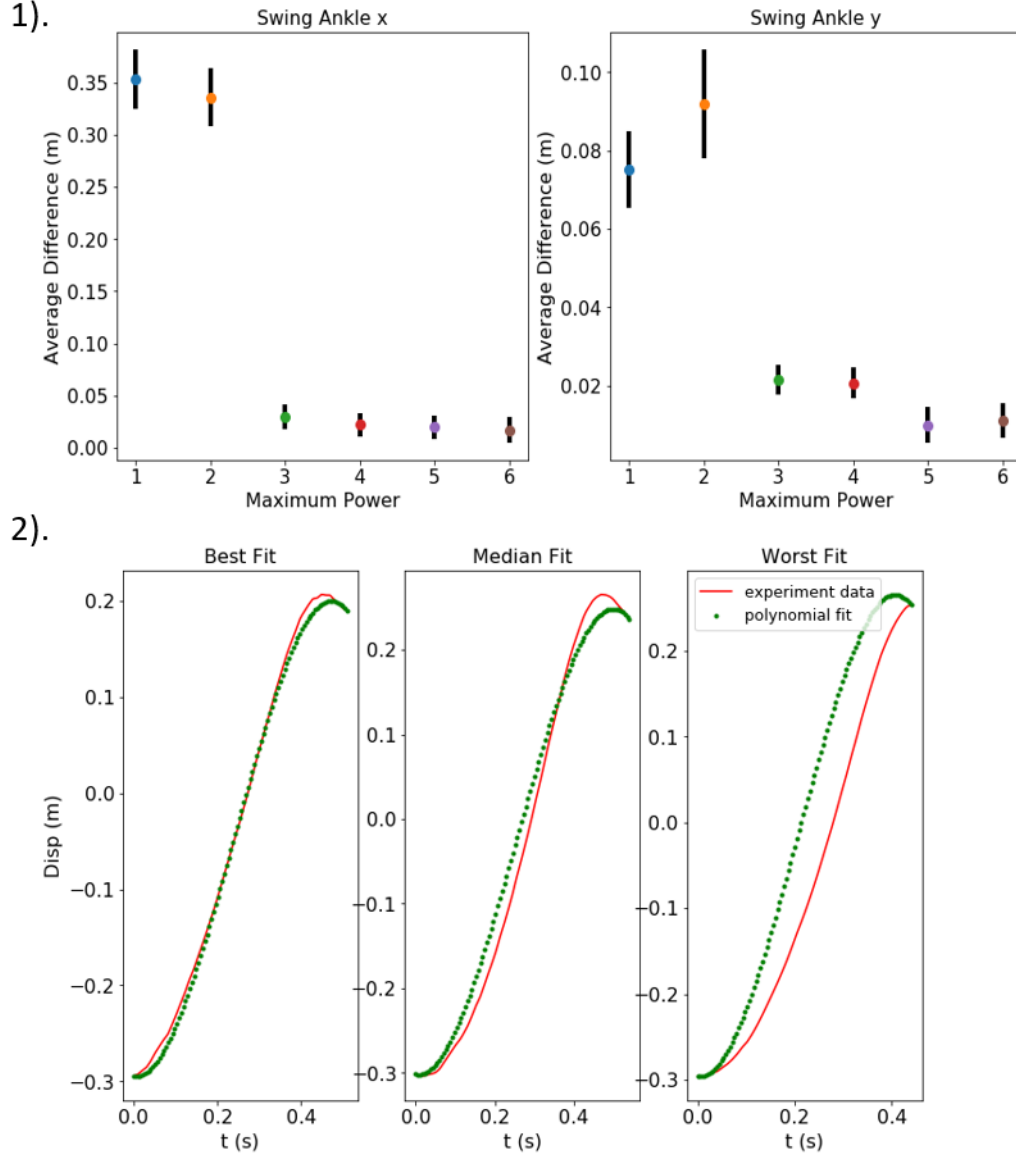 1).
Swing Ankle x
Swing Ankle y
0.35
0.30
0.25
0.20
0.15
0.10
0.05
0.00
Average Difference (m)
1 2 3 4 5 6
Maximum Power
0.10
0.08
0.06
0.04
0.02
Average Difference (m)
1 2 3 4 5 6
Maximum Power
2).
Best Fit
Median Fit
Worst Fit
experiment data
polynomial fit
Disp (m)
0.2
0.1
0.0
−0.1
−0.2
−0.3
0.0 0.2 0.4
t (s)
0.2
0.1
0.0
−0.1
−0.2
−0.3
0.0 0.2 0.4
t (s)
0.2
0.1
0.0
−0.1
−0.2
−0.3
0.0 0.2 0.4
t (s)